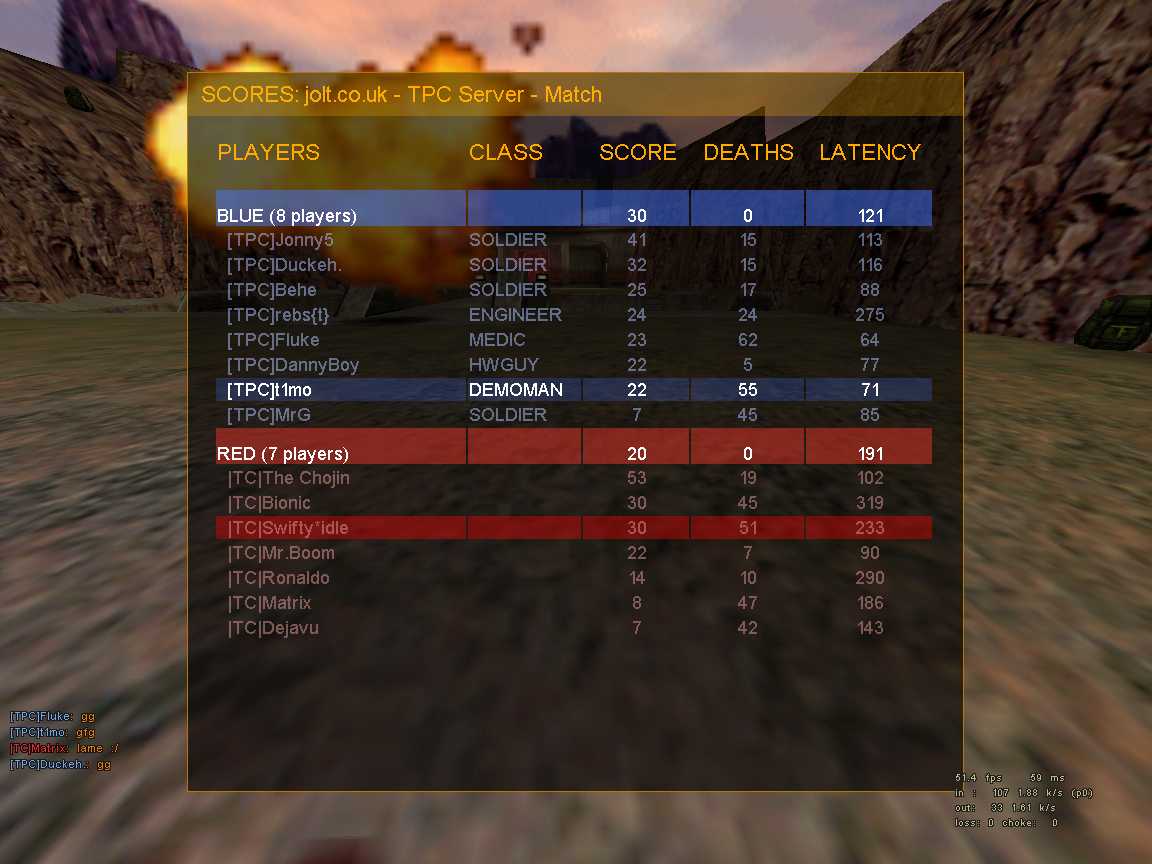 SCORES: jolt.co.uk - TPC Server - Match
PLAYERS CLASS SCORE DEATHS LATENCY
BLUE (8 players) 30 0 121
[TPC]Jonny5 SOLDIER 41 15 113
[TPC]Duckeh. SOLDIER 32 15 116
[TPC]Behe SOLDIER 25 17 88
[TPC]rebs{t} ENGINEER 24 24 275
[TPC]Fluke MEDIC 23 62 64
[TPC]DannyBoy HWGUY 22 5 77
[TPC]t1mo DEMOMAN 22 55 71
[TPC]MrG SOLDIER 7 45 85
RED (7 players) 20 0 191
|TC|The Chojin 53 19 102
|TC|Bionic 30 45 319
|TC|Swifty*idle 30 51 233
|TC|Mr.Boom 22 7 90
|TC|Ronaldo 14 10 290
|TC|Matrix 8 47 186
|TC|Dejavu 7 42 143
[TPC]Fluke: gg
[TPC]t1mo: gfg
|TC|Matrix: lame :/
[TPC]Duckeh.: gg
51.4 fps 59 ms
in : 107 1.88 k/s (p0)
out: 33 1.61 k/s
loss: 0 choke: 0